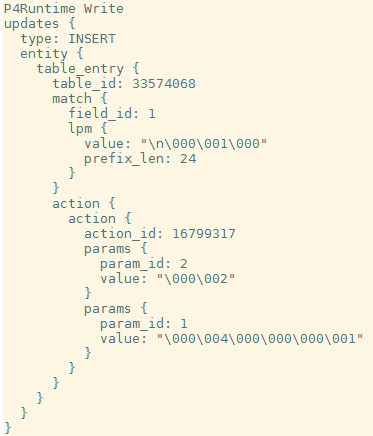 P4Runtime Write
updates {
  type: INSERT
  entity {
    table_entry {
      table_id: 33574068
      match {
        field_id: 1
        lpm {
          value: "\n\000\001\000"
          prefix_len: 24
        }
      }
      action {
        action {
          action_id: 16799317
          params {
            param_id: 2
            value: "\000\002"
          }
          params {
            param_id: 1
            value: "\000\004\000\000\000\001"
          }
        }
      }
    }
  }
}